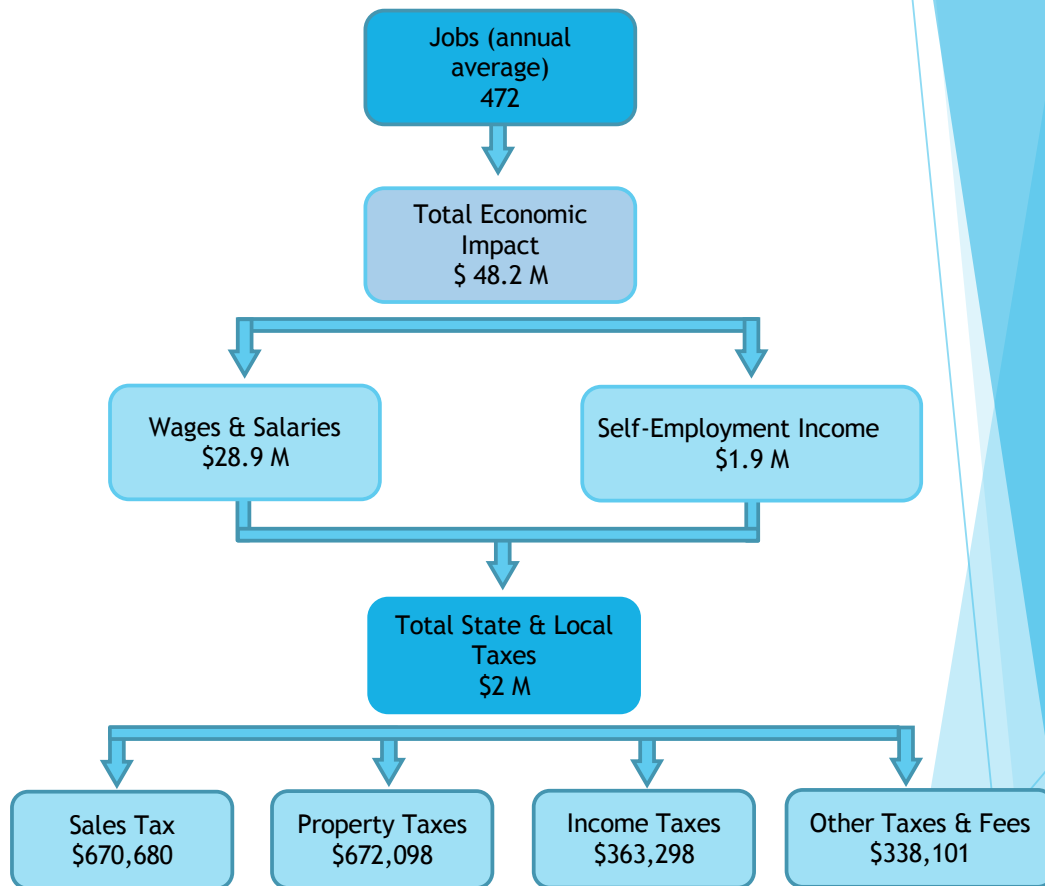 Jobs (annual
average)
472
Total Economic
Impact
$ 48.2 M
Wages & Salaries
$28.9 M
Self-Employment Income
$1.9 M
Total State & Local
Taxes
$2 M
Sales Tax
$670,680
Property Taxes
$672,098
Income Taxes
$363,298
Other Taxes & Fees
$338,101